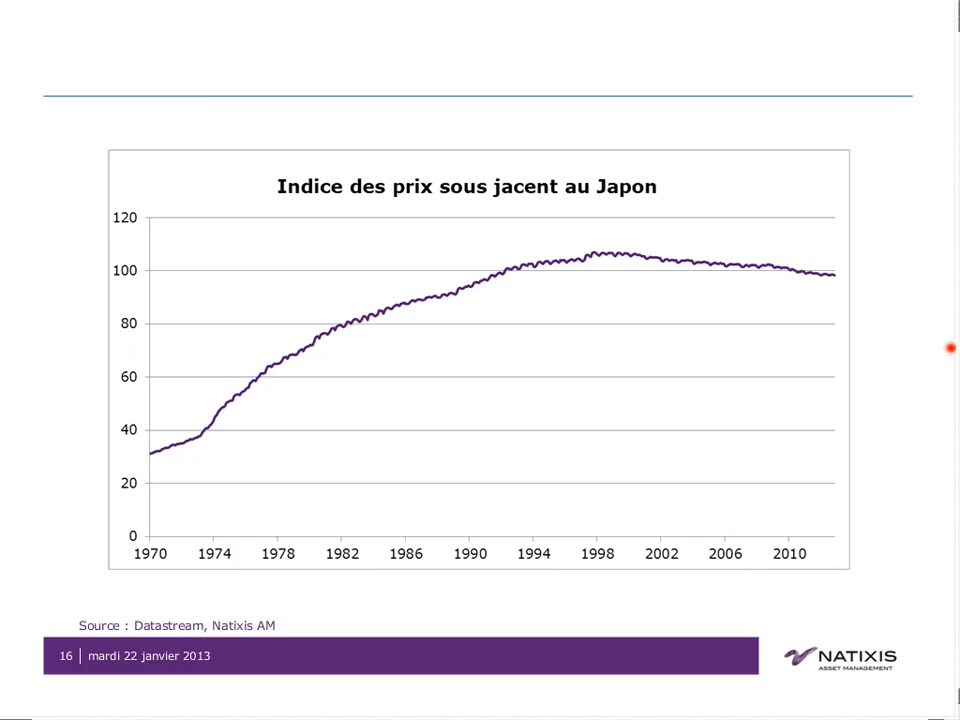 Indice des prix sous jacent au Japon
120
100
80
60
40
20
0
1970 1974 1978 1982 1986 1990 1994 1998 2002 2006 2010
Source : Datastream, Natixis AM
16 mardi 22 janvier 2013
NATIXIS
ASSET MANAGEMENT